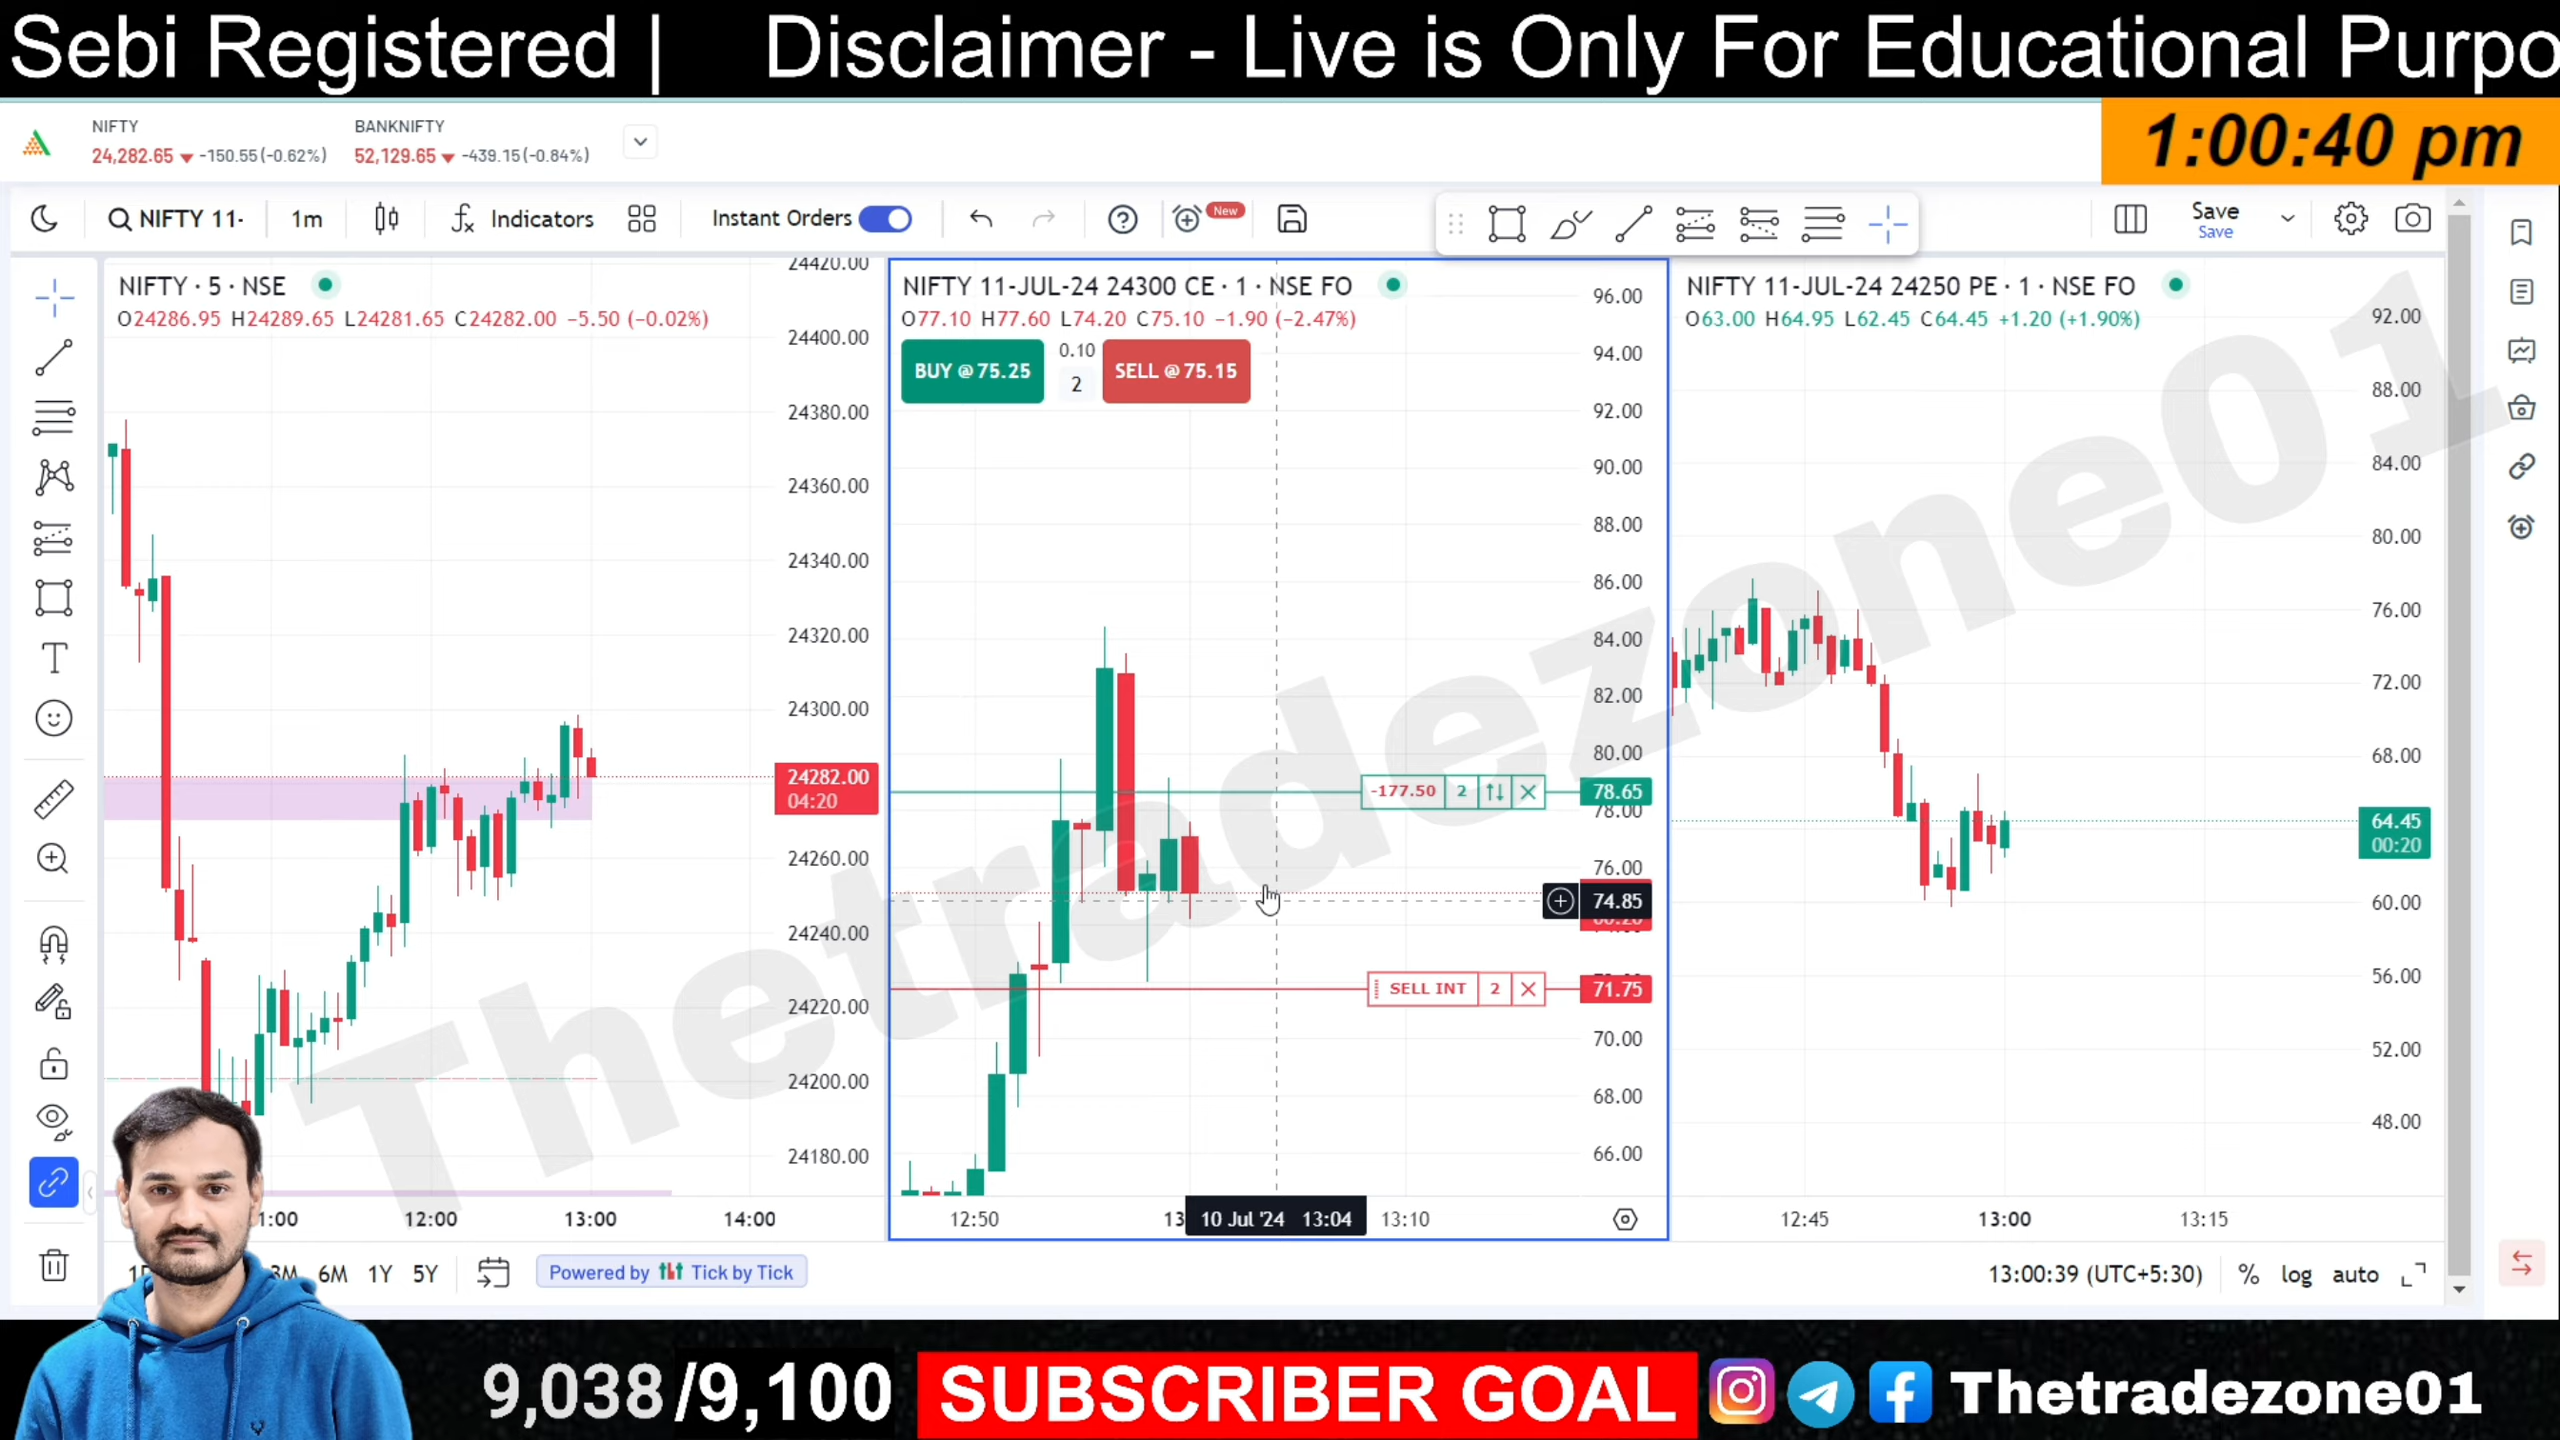 Sebi Registered |    Disclaimer - Live is Only For Educational Purpo
NIFTY
24,282.65 ▼ -150.55(-0.62%)
BANKNIFTY
52,129.65 ▼ -439.15(-0.84%)
1:00:40 pm
NIFTY 11-
1m
Indicators
Instant Orders
New
Save
Save
NIFTY · 5 · NSE
O24286.95 H24289.65 L24281.65 C24282.00 −5.50 (−0.02%)
24420.00
24400.00
24380.00
24360.00
24340.00
24320.00
24300.00
24282.00
04:20
24260.00
24240.00
24220.00
24200.00
24180.00
1:00
12:00
13:00
14:00
NIFTY 11-JUL-24 24300 CE · 1 · NSE FO
O77.10 H77.60 L74.20 C75.10 −1.90 (−2.47%)
BUY @ 75.25
0.10
2
SELL @ 75.15
96.00
94.00
92.00
90.00
88.00
86.00
84.00
82.00
80.00
-177.50 2
78.65
78.00
76.00
74.85
SELL INT 2
71.75
70.00
68.00
66.00
12:50
13
10 Jul '24 13:04
13:10
NIFTY 11-JUL-24 24250 PE · 1 · NSE FO
O63.00 H64.95 L62.45 C64.45 +1.20 (+1.90%)
92.00
88.00
84.00
80.00
76.00
72.00
68.00
64.45
00:20
60.00
56.00
52.00
48.00
12:45
13:00
13:15
Thetradezone01
6M 1Y 5Y
Powered by Tick by Tick
13:00:39 (UTC+5:30)
% log auto
9,038/9,100
SUBSCRIBER GOAL
Thetradezone01